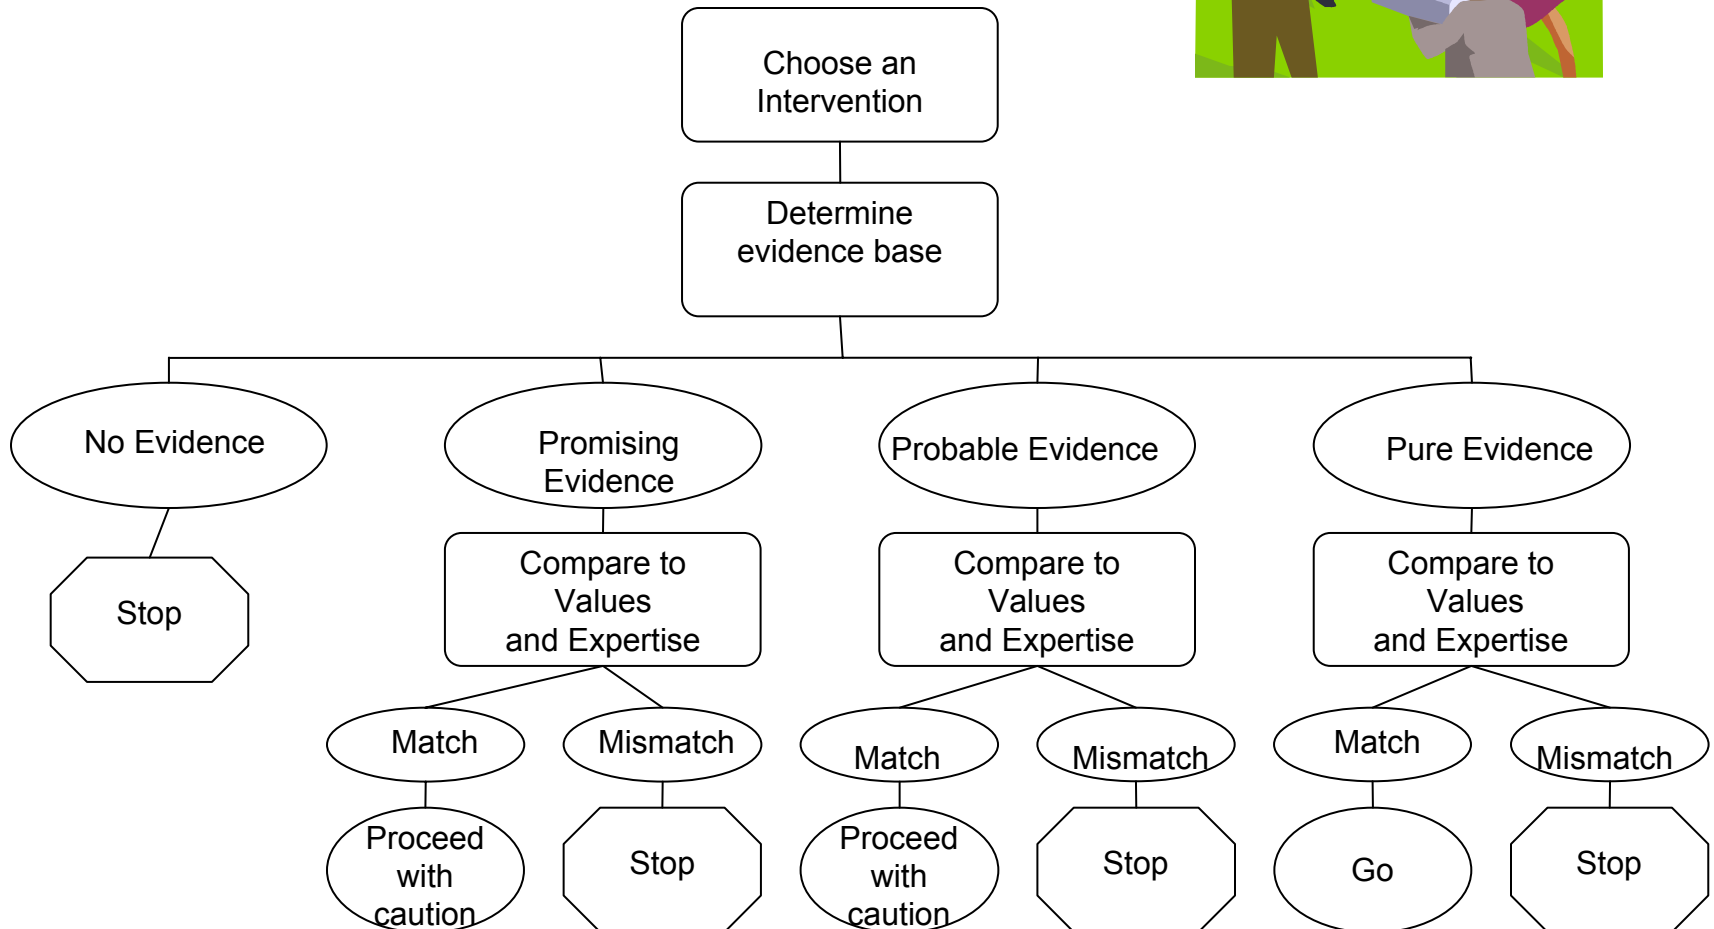 Choose an
Intervention
Determine
evidence base
No Evidence
Promising
Evidence
Probable Evidence
Pure Evidence
Stop
Compare to
Values
and Expertise
Compare to
Values
and Expertise
Compare to
Values
and Expertise
Match
Mismatch
Match
Mismatch
Match
Mismatch
Proceed
with
caution
Stop
Proceed
with
caution
Stop
Go
Stop